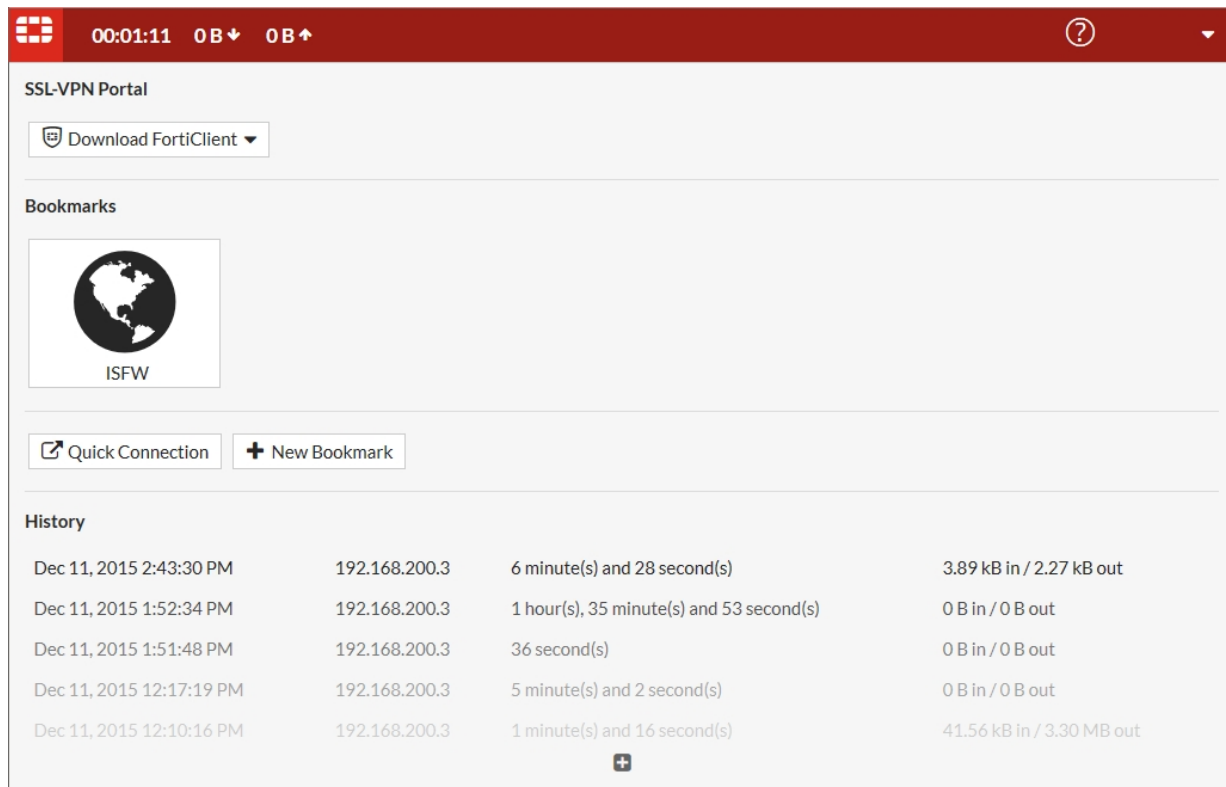 00:01:11 0 B 0 B ?
SSL-VPN Portal
Download FortiClient
Bookmarks
ISFW
Quick Connection New Bookmark
History
Dec 11, 2015 2:43:30 PM 192.168.200.3 6 minute(s) and 28 second(s) 3.89 kB in / 2.27 kB out
Dec 11, 2015 1:52:34 PM 192.168.200.3 1 hour(s), 35 minute(s) and 53 second(s) 0 B in / 0 B out
Dec 11, 2015 1:51:48 PM 192.168.200.3 36 second(s) 0 B in / 0 B out
Dec 11, 2015 12:17:19 PM 192.168.200.3 5 minute(s) and 2 second(s) 0 B in / 0 B out
Dec 11, 2015 12:10:16 PM 192.168.200.3 1 minute(s) and 16 second(s) 41.56 kB in / 3.30 MB out